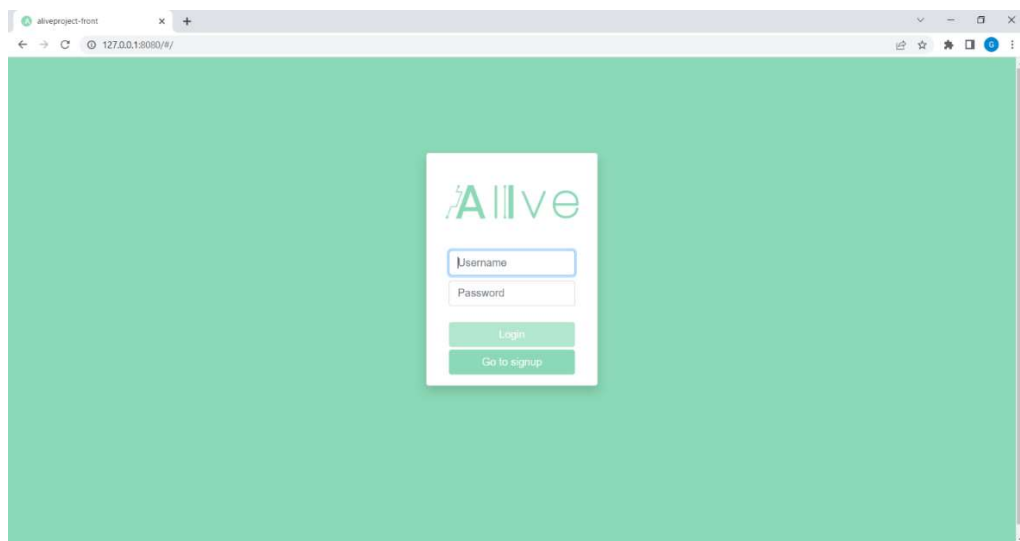 aliveproject-front
127.0.0.1:8080/#/
G
Alive
Username
Password
Login
Go to signup